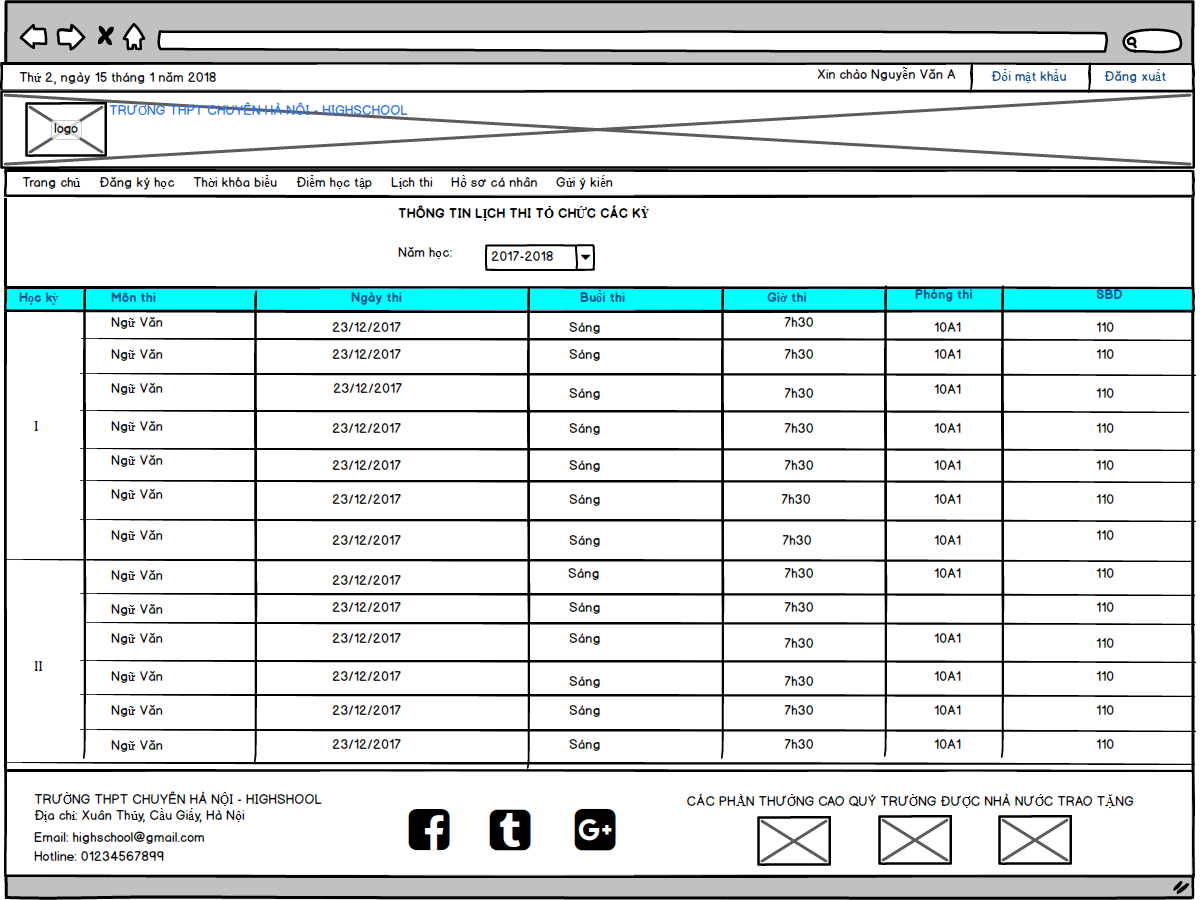 Thứ 2, ngày 15 tháng 1 năm 2018 Xin chào Nguyễn Văn A Đổi mật khẩu Đăng xuất
TRƯỜNG THPT CHUYÊN HÀ NỘI - HIGHSCHOOL
logo
Trang chủ Đăng ký học Thời khóa biểu Điểm học tập Lịch thi Hồ sơ cá nhân Gửi ý kiến
THÔNG TIN LỊCH THI TỔ CHỨC CÁC KỲ
Năm học: 2017-2018
Học kỳ Môn thi Ngày thi Buổi thi Giờ thi Phòng thi SBD
Ngữ Văn 23/12/2017 Sáng 7h30 10A1 110
Ngữ Văn 23/12/2017 Sáng 7h30 10A1 110
Ngữ Văn 23/12/2017 Sáng 7h30 10A1 110
I Ngữ Văn 23/12/2017 Sáng 7h30 10A1 110
Ngữ Văn 23/12/2017 Sáng 7h30 10A1 110
Ngữ Văn 23/12/2017 Sáng 7h30 10A1 110
Ngữ Văn 23/12/2017 Sáng 7h30 10A1 110
Ngữ Văn 23/12/2017 Sáng 7h30 10A1 110
Ngữ Văn 23/12/2017 Sáng 7h30 110
Ngữ Văn 23/12/2017 Sáng 7h30 10A1 110
II Ngữ Văn 23/12/2017 Sáng 7h30 10A1 110
Ngữ Văn 23/12/2017 Sáng 7h30 10A1 110
Ngữ Văn 23/12/2017 Sáng 7h30 10A1 110
TRƯỜNG THPT CHUYÊN HÀ NỘI - HIGHSHOOL
Địa chỉ: Xuân Thủy, Cầu Giấy, Hà Nội
Email: highschool@gmail.com
Hotline: 01234567899
f t G+
CÁC PHẦN THƯỞNG CAO QUÝ TRƯỜNG ĐƯỢC NHÀ NƯỚC TRAO TẶNG